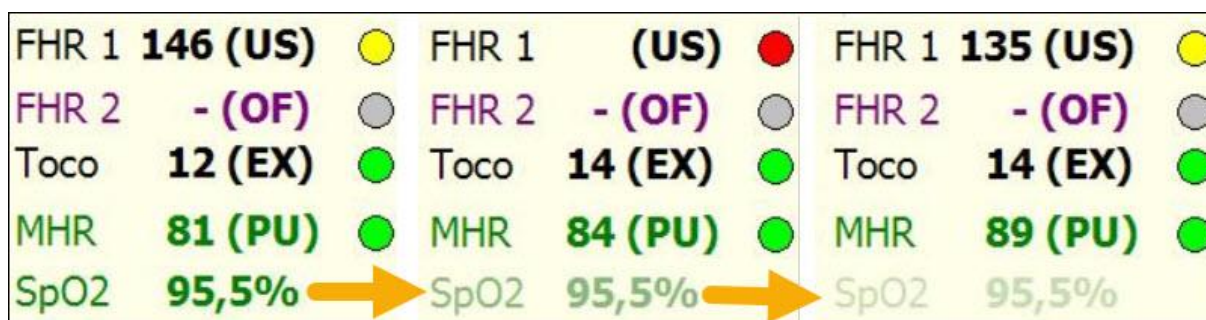 FHR 1 146 (US)
FHR 2 - (OF)
Toco 12 (EX)
MHR 81 (PU)
SpO2 95,5%
FHR 1 (US)
FHR 2 - (OF)
Toco 14 (EX)
MHR 84 (PU)
SpO2 95,5%
FHR 1 135 (US)
FHR 2 - (OF)
Toco 14 (EX)
MHR 89 (PU)
SpO2 95,5%